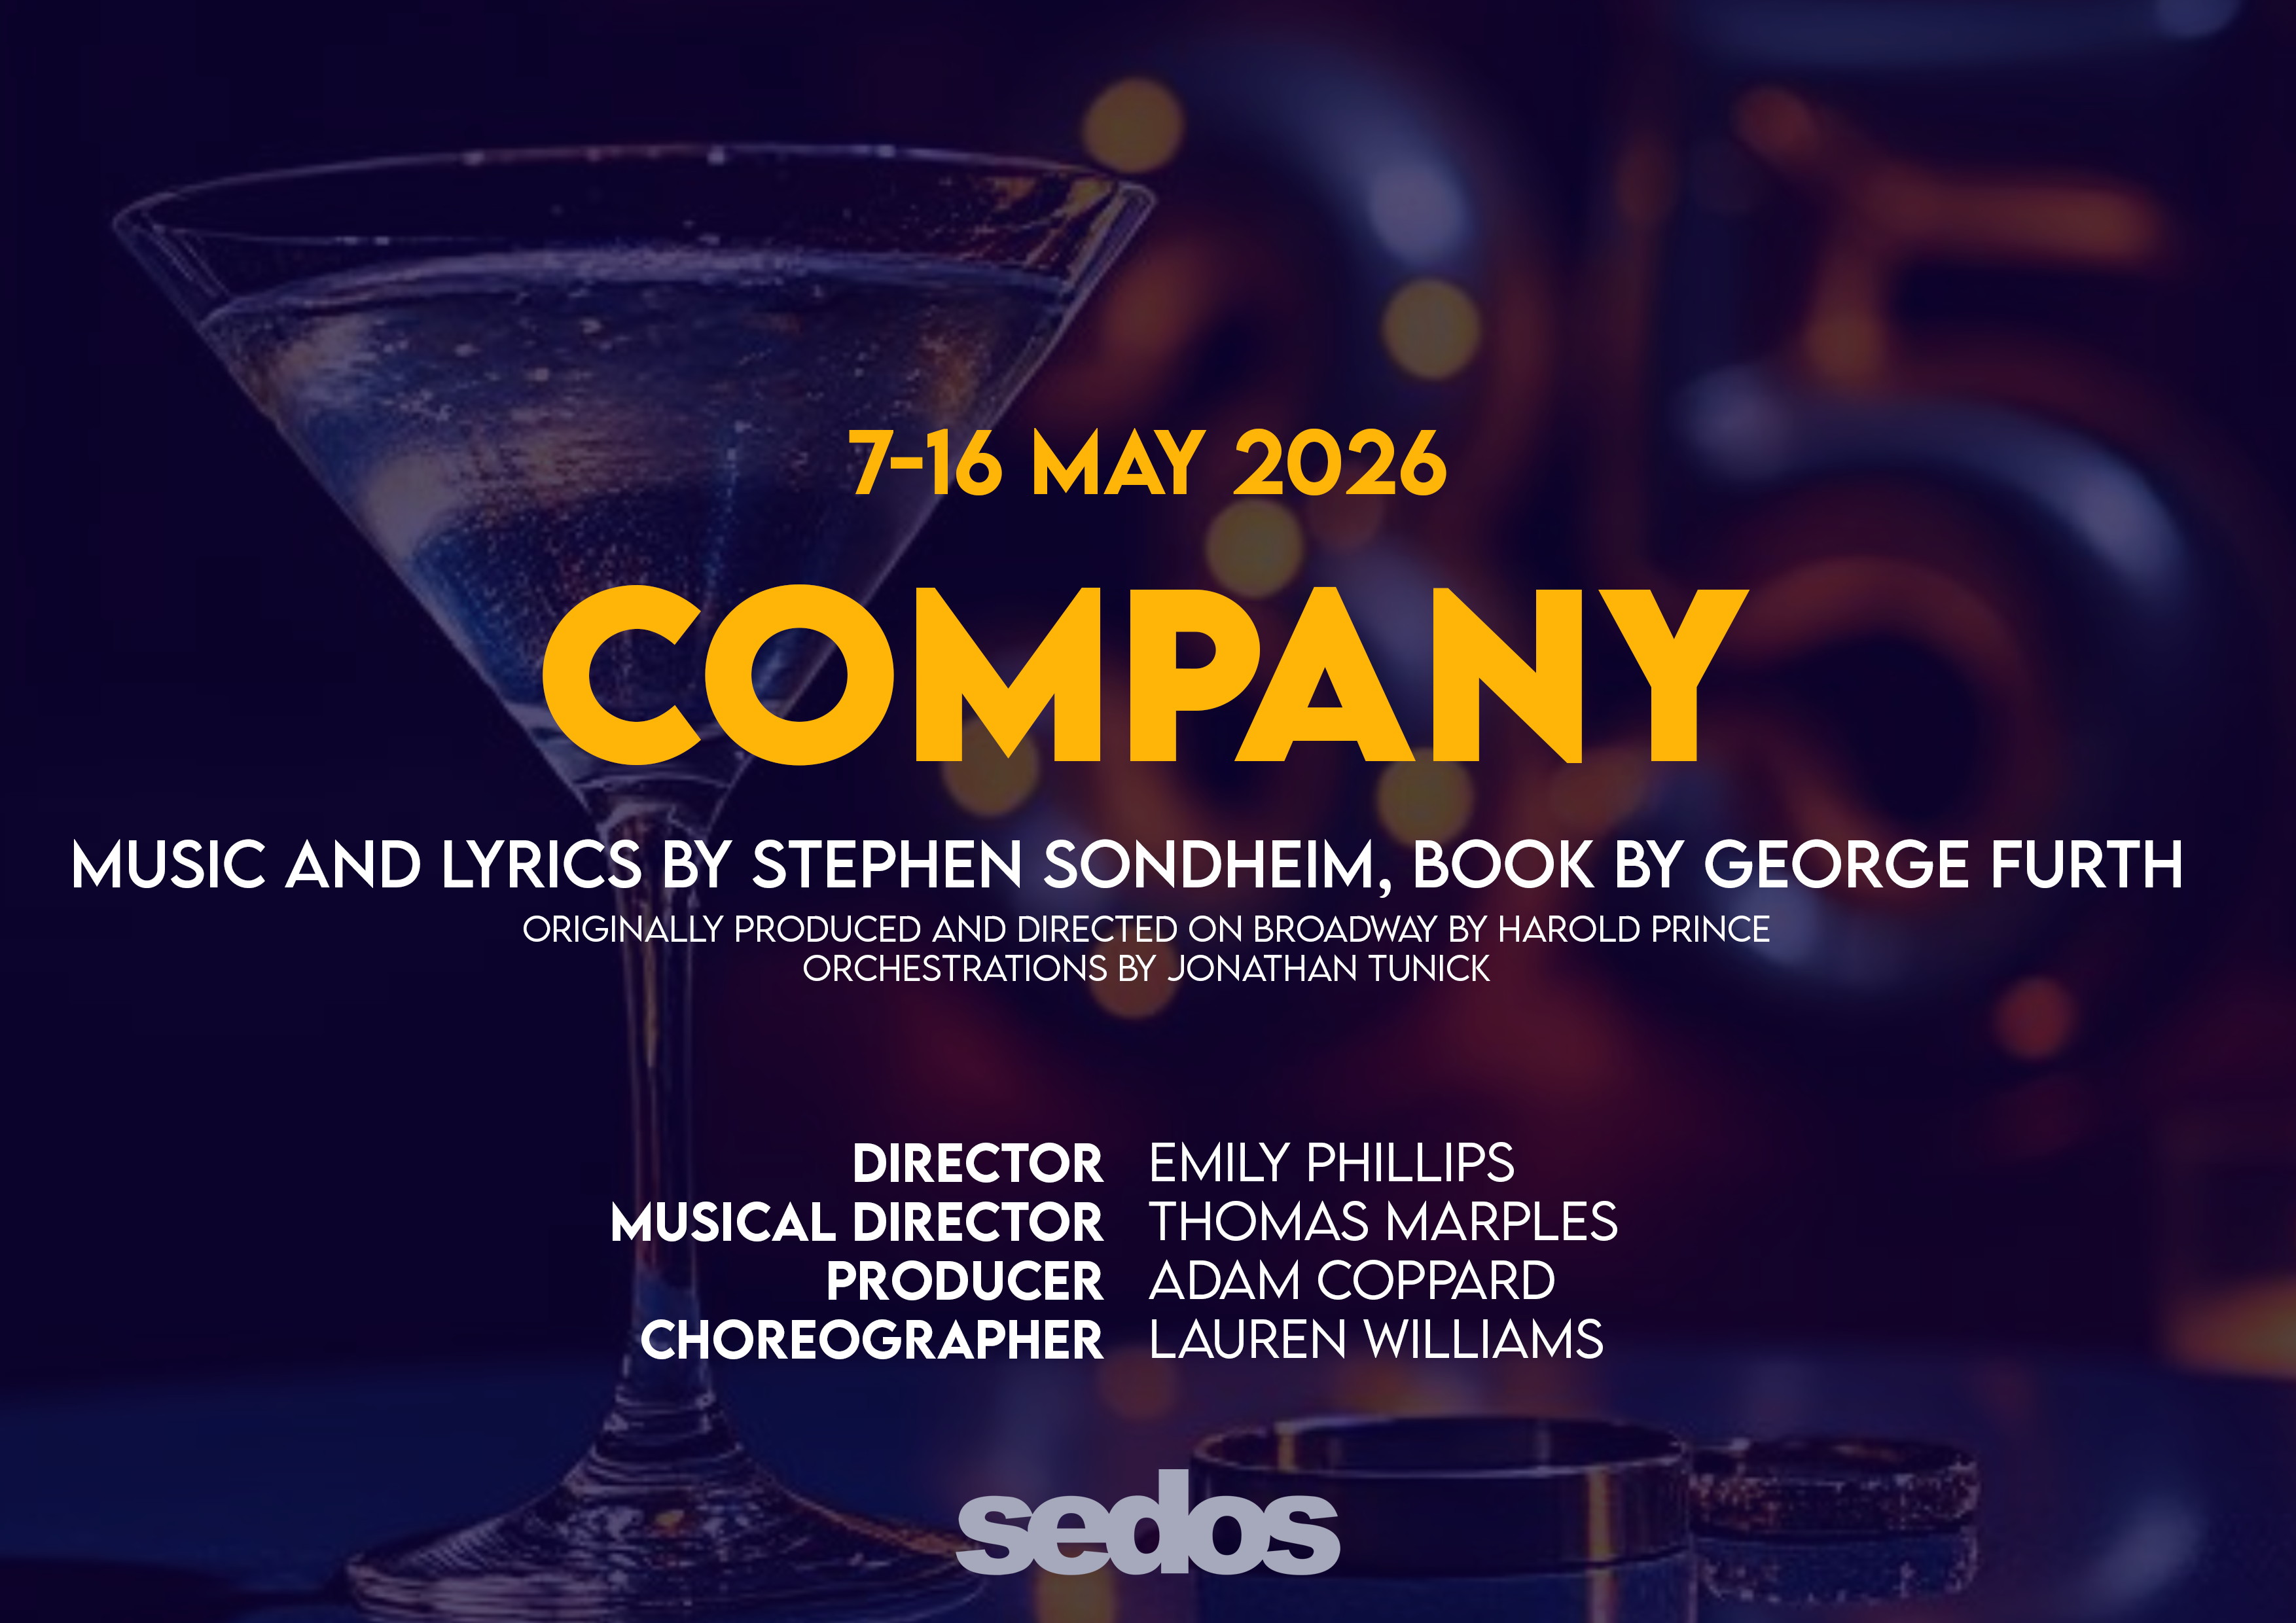 7-16 MAY 2026
COMPANY
MUSIC AND LYRICS BY STEPHEN SONDHEIM, BOOK BY GEORGE FURTH
ORIGINALLY PRODUCED AND DIRECTED ON BROADWAY BY HAROLD PRINCE
ORCHESTRATIONS BY JONATHAN TUNICK
DIRECTOR EMILY PHILLIPS
MUSICAL DIRECTOR THOMAS MARPLES
PRODUCER ADAM COPPARD
CHOREOGRAPHER LAUREN WILLIAMS
sedos